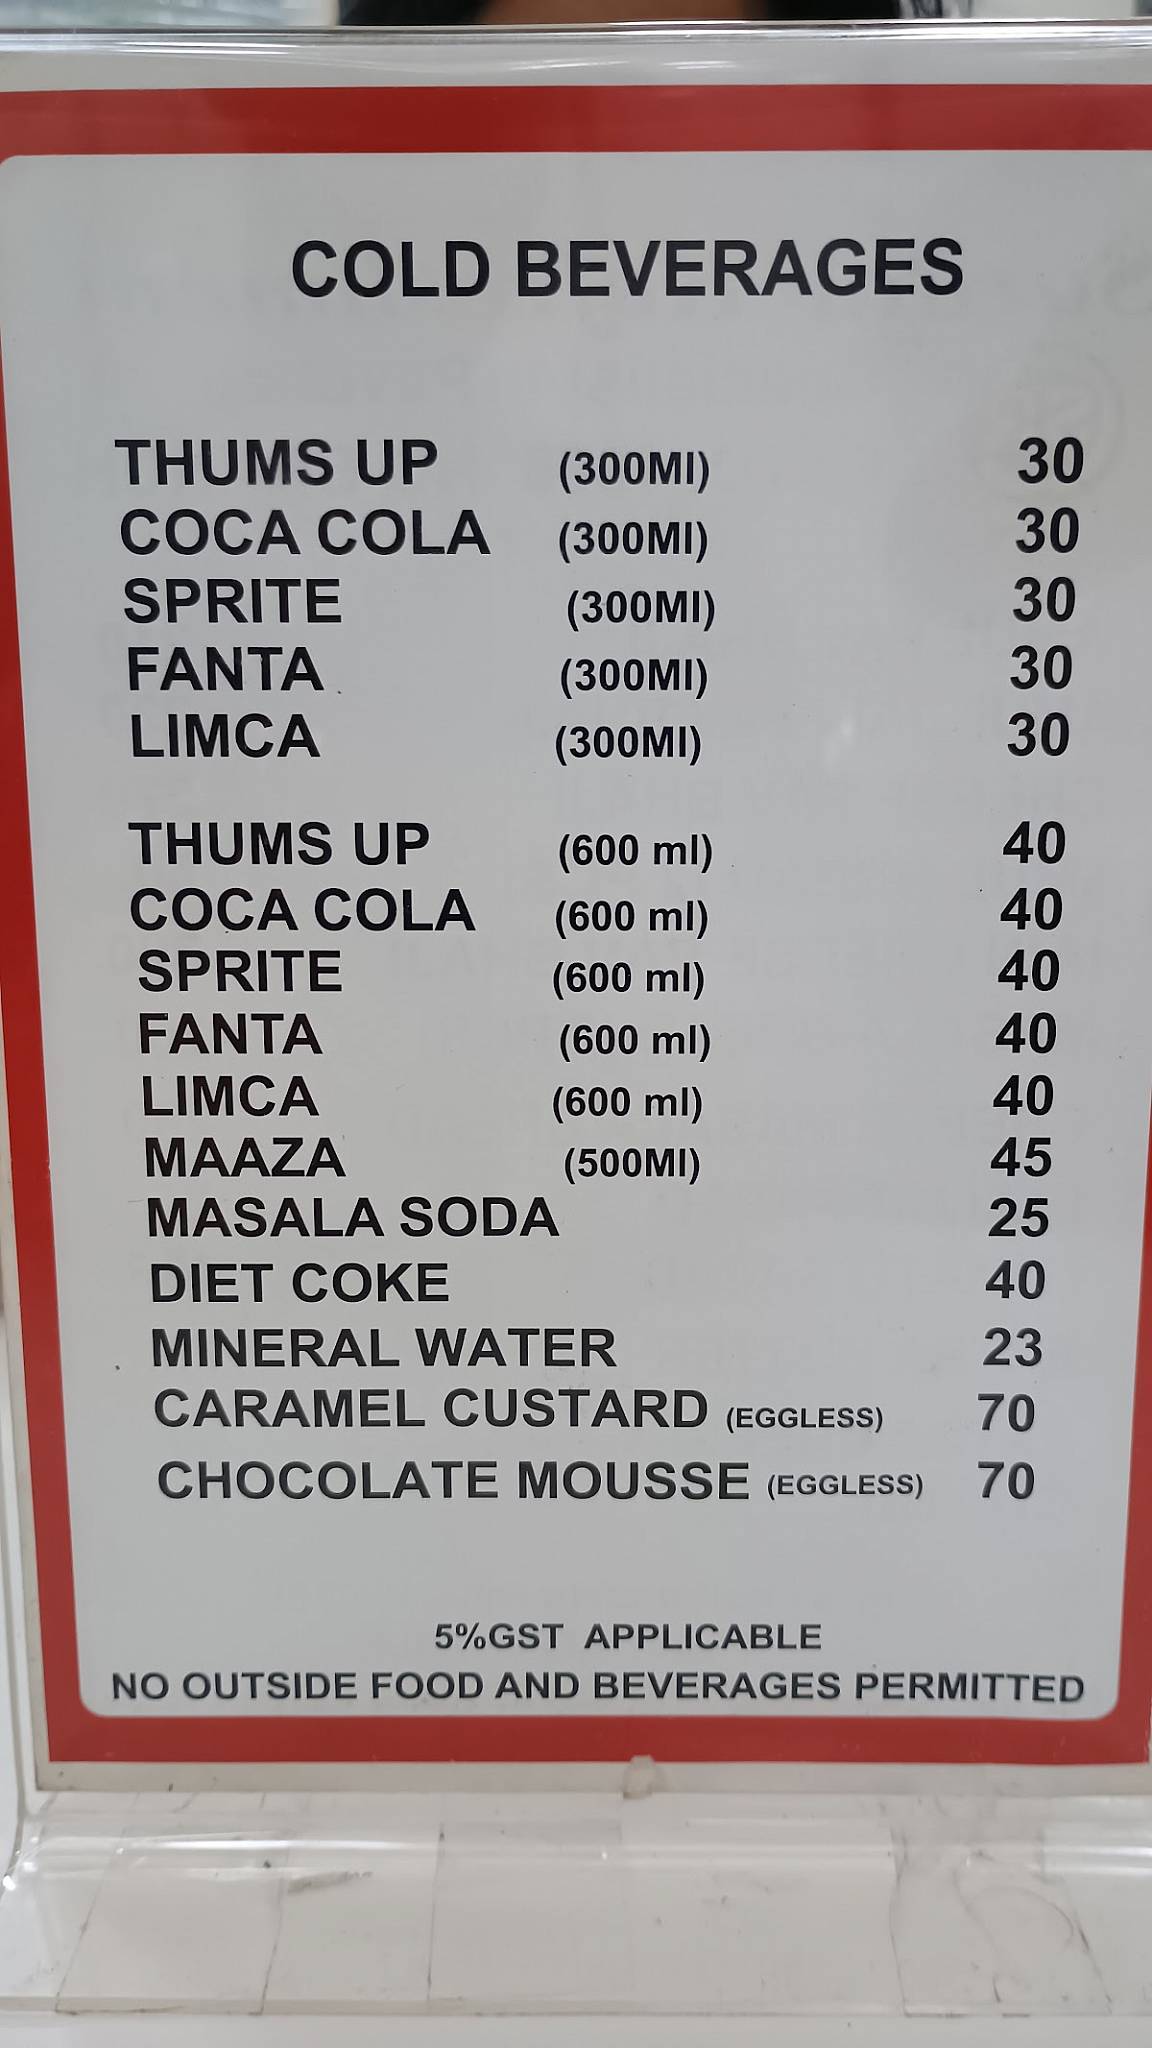 COLD BEVERAGES
THUMS UP (300Ml) 30
COCA COLA (300Ml) 30
SPRITE (300Ml) 30
FANTA (300Ml) 30
LIMCA (300Ml) 30
THUMS UP (600 ml) 40
COCA COLA (600 ml) 40
SPRITE (600 ml) 40
FANTA (600 ml) 40
LIMCA (600 ml) 40
MAAZA (500Ml) 45
MASALA SODA 25
DIET COKE 40
MINERAL WATER 23
CARAMEL CUSTARD (EGGLESS) 70
CHOCOLATE MOUSSE (EGGLESS) 70
5%GST APPLICABLE
NO OUTSIDE FOOD AND BEVERAGES PERMITTED